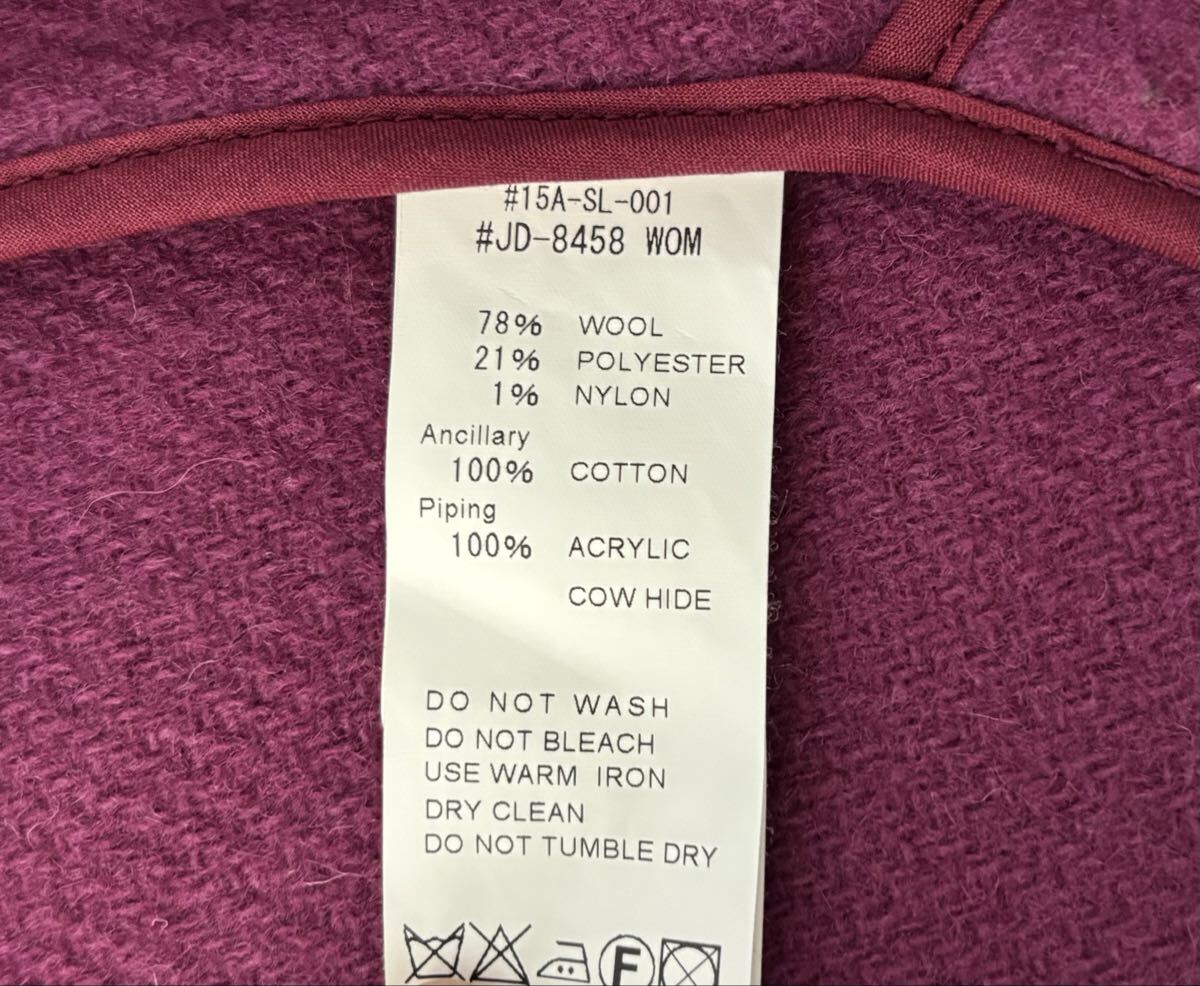 #15A-SL-001
#JD-8458 WOM
78% WOOL
21% POLYESTER
1% NYLON
Ancillary
100% COTTON
Piping
100% ACRYLIC
COW HIDE
DO NOT WASH
DO NOT BLEACH
USE WARM IRON
DRY CLEAN
DO NOT TUMBLE DRY
F